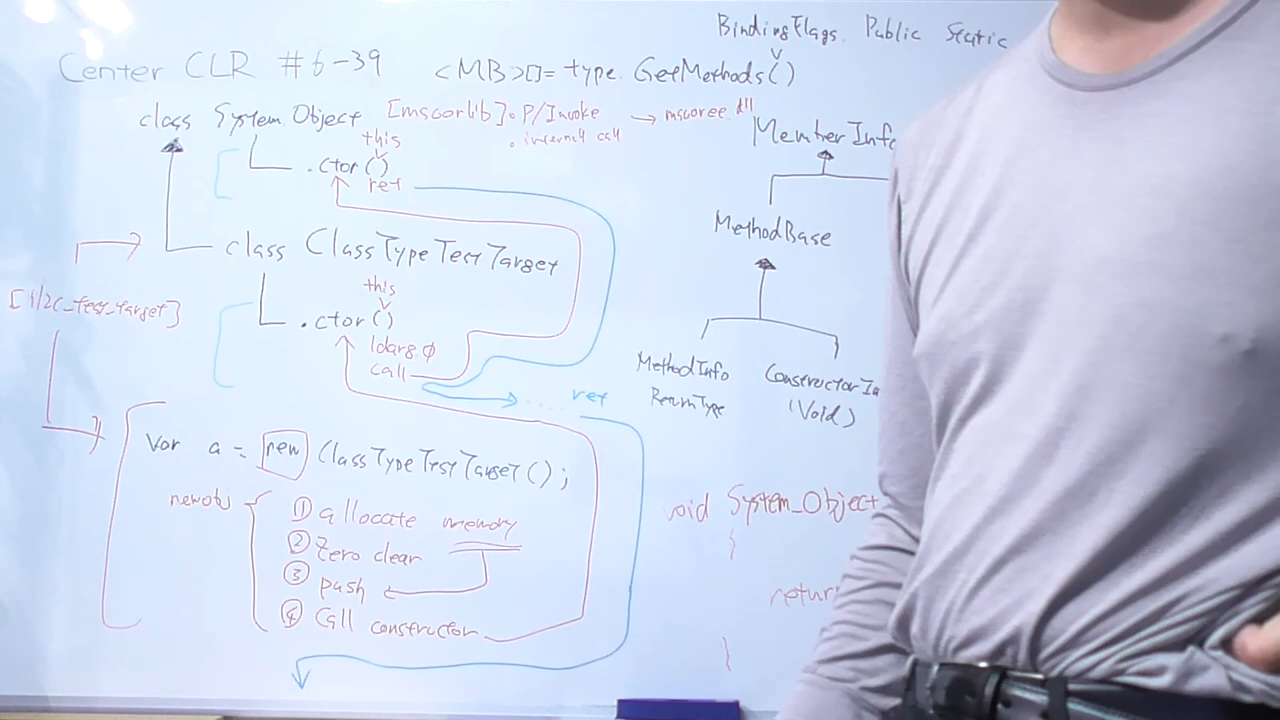 Center CLR #6-39
BindingFlags. Public Static
<MB>[]= type.GetMethods()
class System.Object [mscorlib]. P/Invoke → mscoree.dll
. internal call
this
.ctor()
ret
class ClassTypeTestTarget
this
.ctor()
ldarg.0
call
.... ret
var a = new ClassTypeTestTarget();
newobj
① allocate memory
② Zero clear
③ push
④ Call constructor
MemberInfo
MethodBase
MethodInfo
ReturnType
ConstructorIn
(Void)
void System_Object
{
return
}